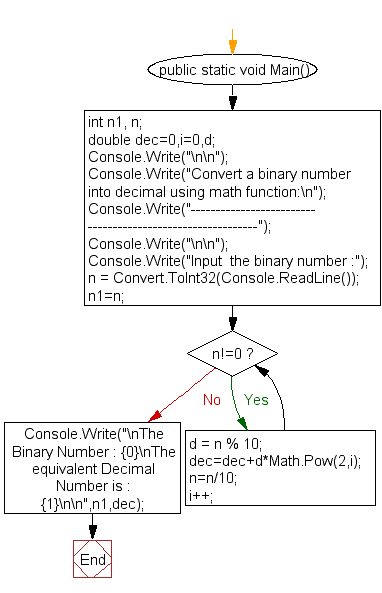 public static void Main()
int n1, n;
double dec=0,i=0,d;
Console.Write("\n\n");
Console.Write("Convert a binary number
into decimal using math function:\n");
Console.Write("-------------------------
----------------------------------");
Console.Write("\n\n");
Console.Write("Input  the binary number :");
n = Convert.ToInt32(Console.ReadLine());
n1=n;
n!=0 ?
No
Yes
Console.Write("\nThe
Binary Number : {0}\nThe
equivalent Decimal
Number is :
{1}\n\n",n1,dec);
d = n % 10;
dec=dec+d*Math.Pow(2,i);
n=n/10;
i++;
End